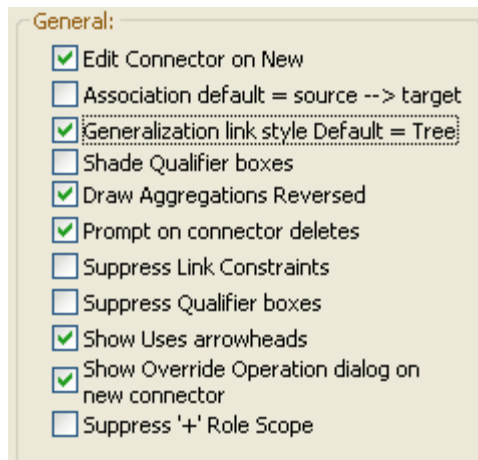 General:
Edit Connector on New
Association default = source --> target
Generalization link style Default = Tree
Shade Qualifier boxes
Draw Aggregations Reversed
Prompt on connector deletes
Suppress Link Constraints
Suppress Qualifier boxes
Show Uses arrowheads
Show Override Operation dialog on
new connector
Suppress '+' Role Scope